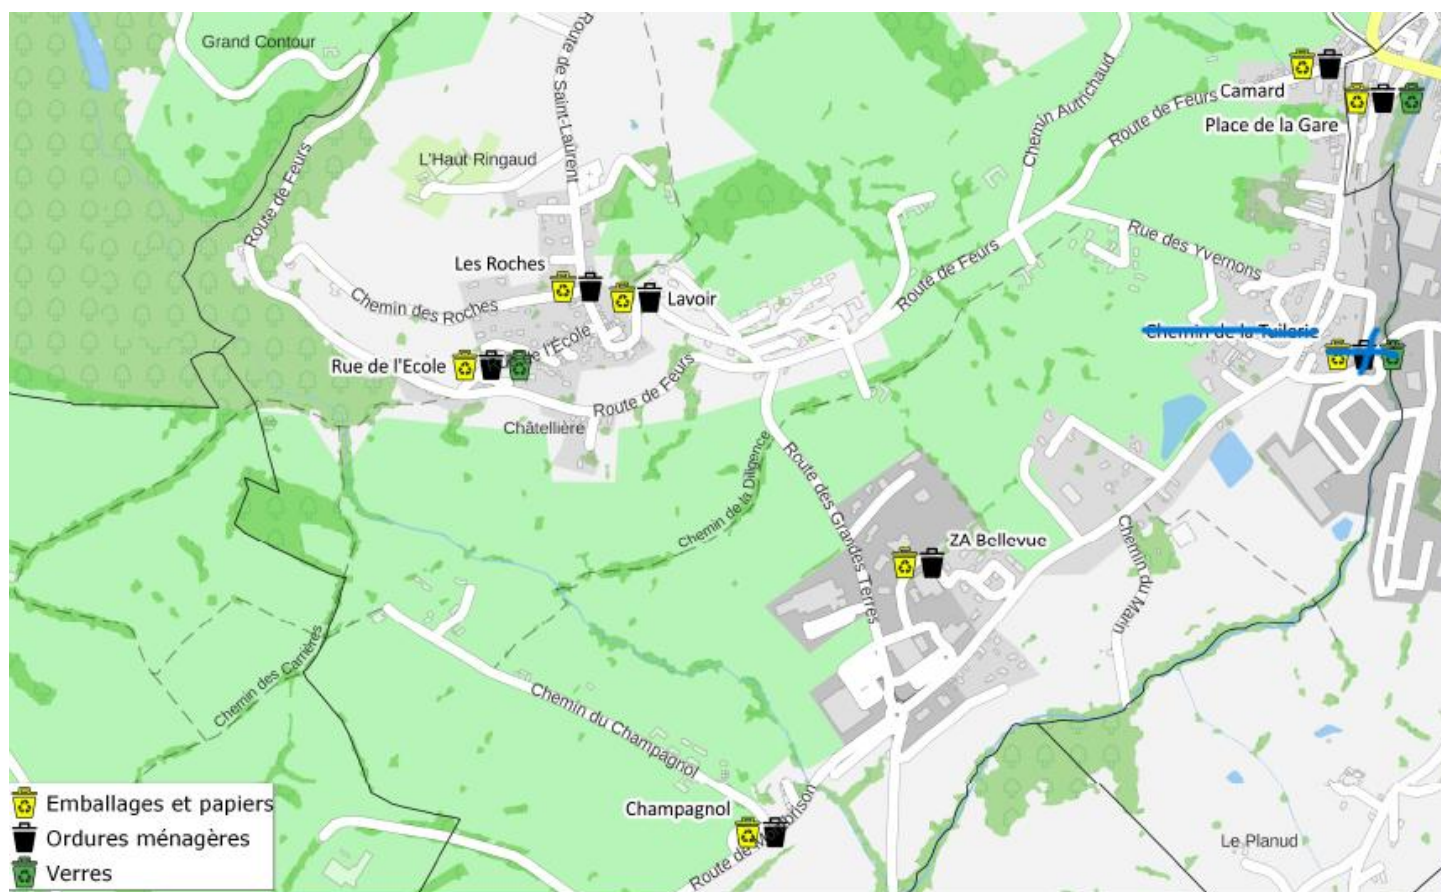 Grand Contour
Route de Saint-Laurent
Camard
Place de la Gare
Chemin Autrichaud
Route de Feurs
Route de Feurs
L'Haut Ringaud
Rue des Yvernons
Route de Feurs
Les Roches
Lavoir
Chemin des Roches
Chemin de la Tuilerie
Rue de l'Ecole
de l'École
Route de Feurs
Châtellière
Chemin de la Diligence
Route des Grandes Terres
ZA Bellevue
Chemin du Marin
Chemin des Carrières
Chemin du Champagnol
Champagnol
Route de Montbrison
Le Planud
Emballages et papiers
Ordures ménagères
Verres